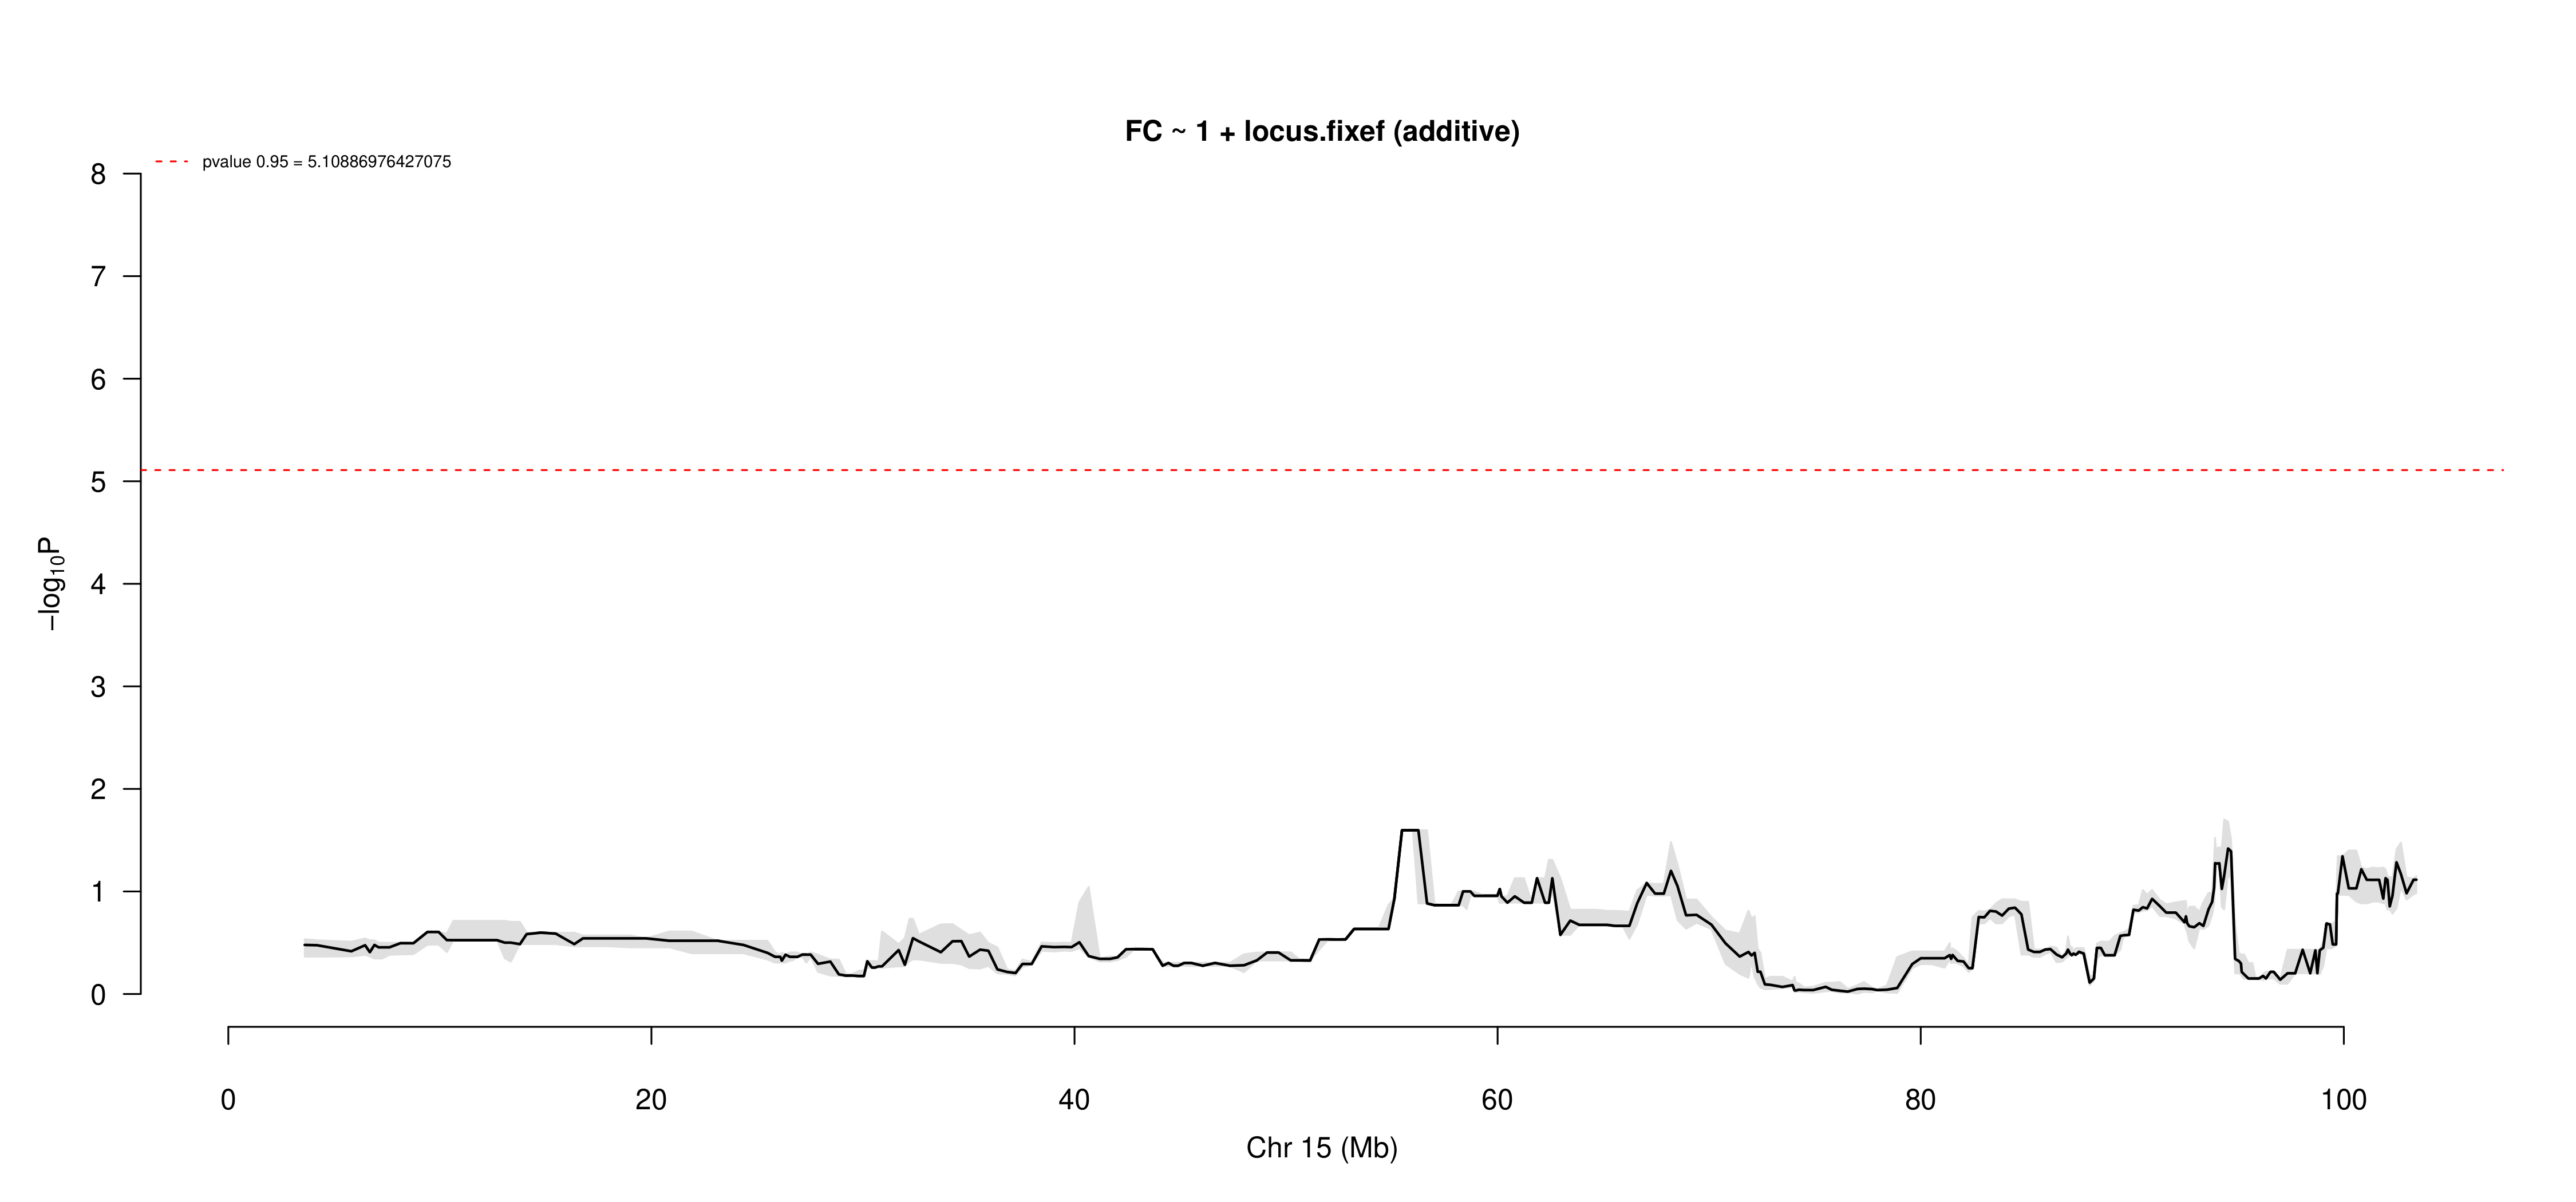 FC ~ 1 + locus.fixef (additive)
pvalue 0.95 = 5.10886976427075
8
7
6
5
4
3
2
1
0
−log10P
0 20 40 60 80 100
Chr 15 (Mb)